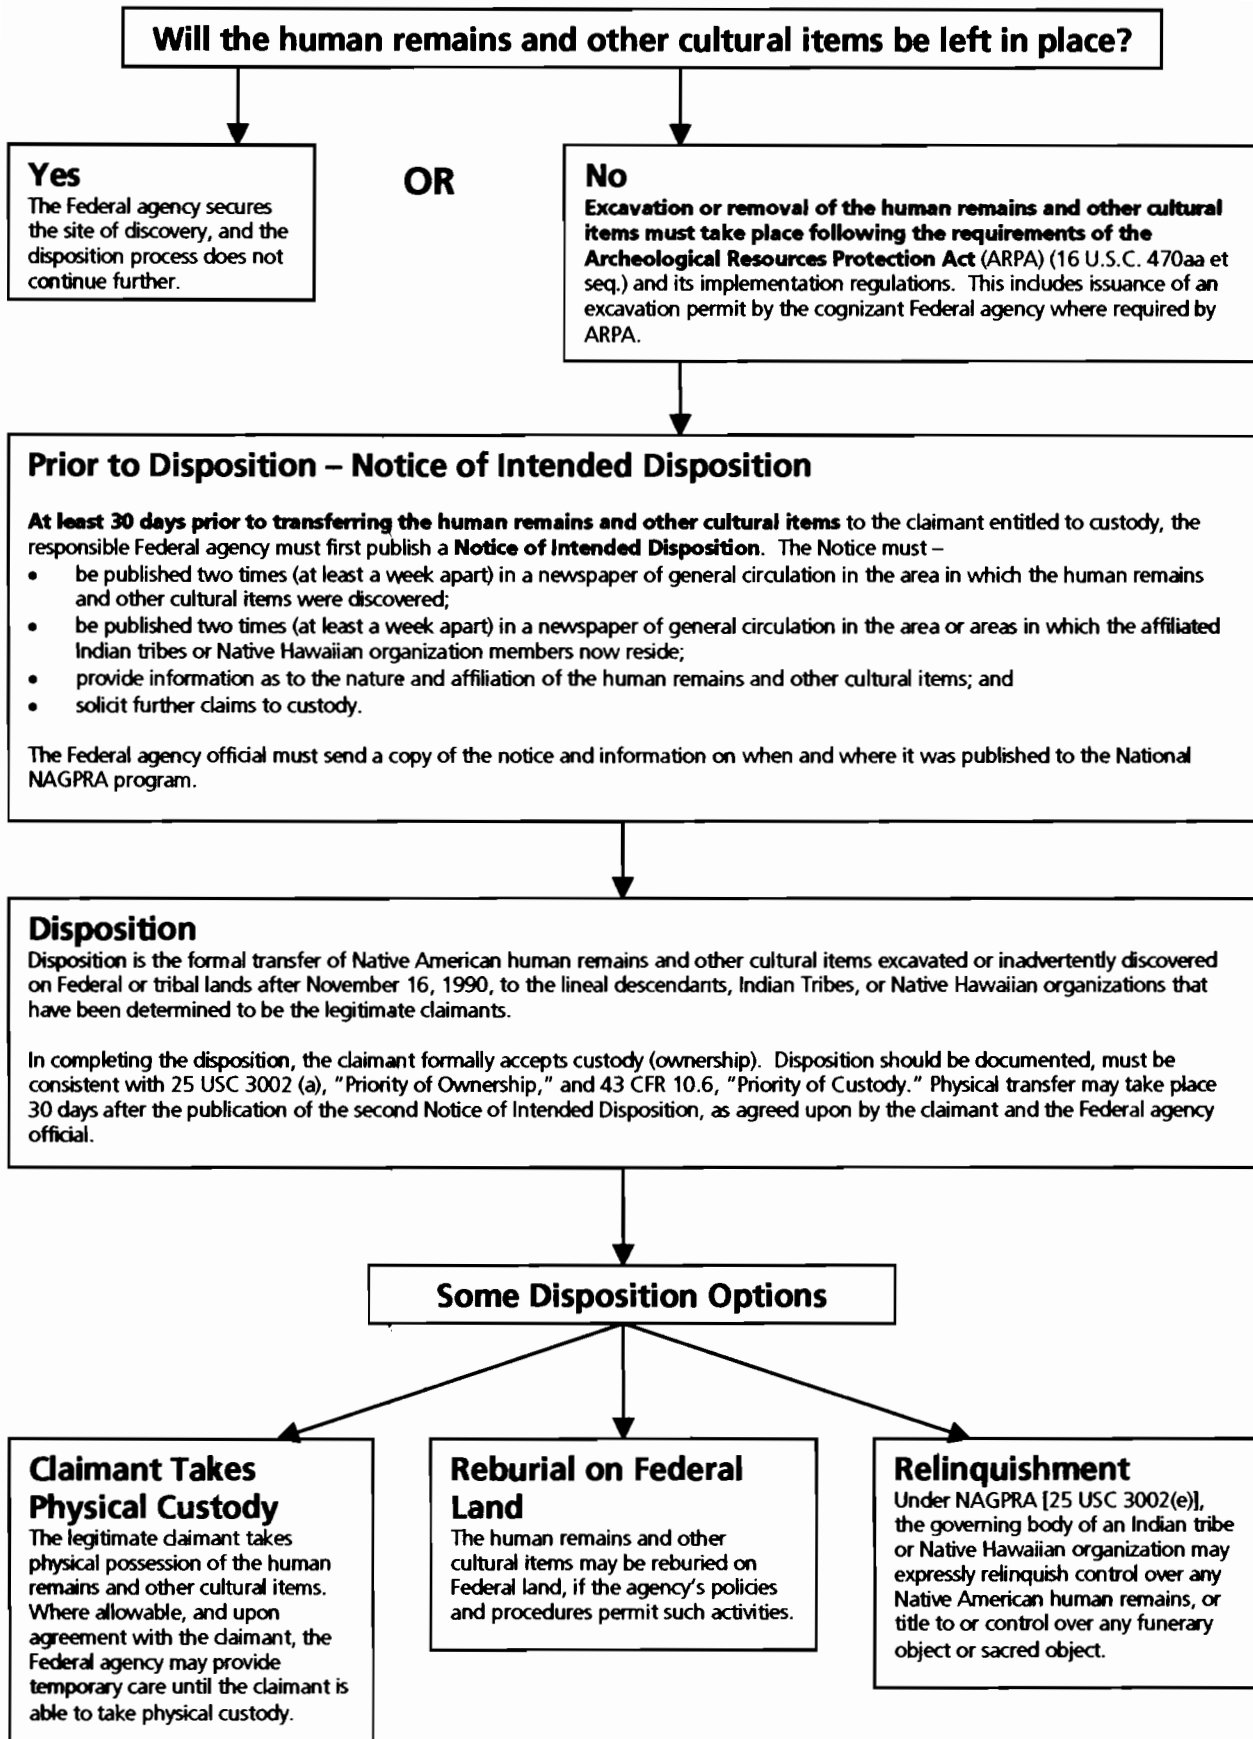 Will the human remains and other cultural items be left in place?
Yes
The Federal agency secures
the site of discovery, and the
disposition process does not
continue further.
OR
No
Excavation or removal of the human remains and other cultural
items must take place following the requirements of the
Archeological Resources Protection Act (ARPA) (16 U.S.C. 470aa et
seq.) and its implementation regulations. This includes issuance of an
excavation permit by the cognizant Federal agency where required by
ARPA.
Prior to Disposition – Notice of Intended Disposition
At least 30 days prior to transferring the human remains and other cultural items to the claimant entitled to custody, the
responsible Federal agency must first publish a Notice of Intended Disposition. The Notice must –
• be published two times (at least a week apart) in a newspaper of general circulation in the area in which the human remains
and other cultural items were discovered;
• be published two times (at least a week apart) in a newspaper of general circulation in the area or areas in which the affiliated
Indian tribes or Native Hawaiian organization members now reside;
• provide information as to the nature and affiliation of the human remains and other cultural items; and
• solicit further claims to custody.
The Federal agency official must send a copy of the notice and information on when and where it was published to the National
NAGPRA program.
Disposition
Disposition is the formal transfer of Native American human remains and other cultural items excavated or inadvertently discovered
on Federal or tribal lands after November 16, 1990, to the lineal descendants, Indian Tribes, or Native Hawaiian organizations that
have been determined to be the legitimate claimants.
In completing the disposition, the claimant formally accepts custody (ownership). Disposition should be documented, must be
consistent with 25 USC 3002 (a), "Priority of Ownership," and 43 CFR 10.6, "Priority of Custody." Physical transfer may take place
30 days after the publication of the second Notice of Intended Disposition, as agreed upon by the claimant and the Federal agency
official.
Some Disposition Options
Claimant Takes
Physical Custody
The legitimate claimant takes
physical possession of the human
remains and other cultural items.
Where allowable, and upon
agreement with the claimant, the
Federal agency may provide
temporary care until the claimant is
able to take physical custody.
Reburial on Federal
Land
The human remains and other
cultural items may be reburied on
Federal land, if the agency's policies
and procedures permit such activities.
Relinquishment
Under NAGPRA [25 USC 3002(e)],
the governing body of an Indian tribe
or Native Hawaiian organization may
expressly relinquish control over any
Native American human remains, or
title to or control over any funerary
object or sacred object.